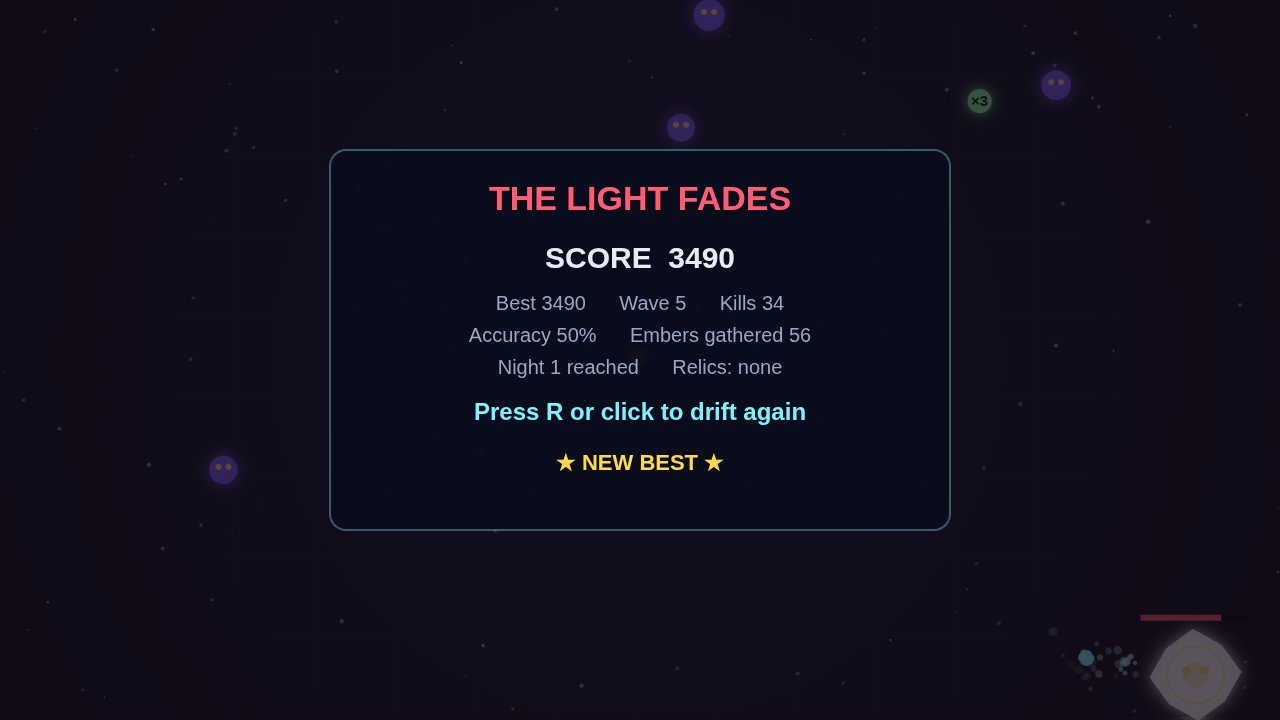 ×3
THE LIGHT FADES
SCORE 3490
Best 3490 Wave 5 Kills 34
Accuracy 50% Embers gathered 56
Night 1 reached Relics: none
Press R or click to drift again
★ NEW BEST ★